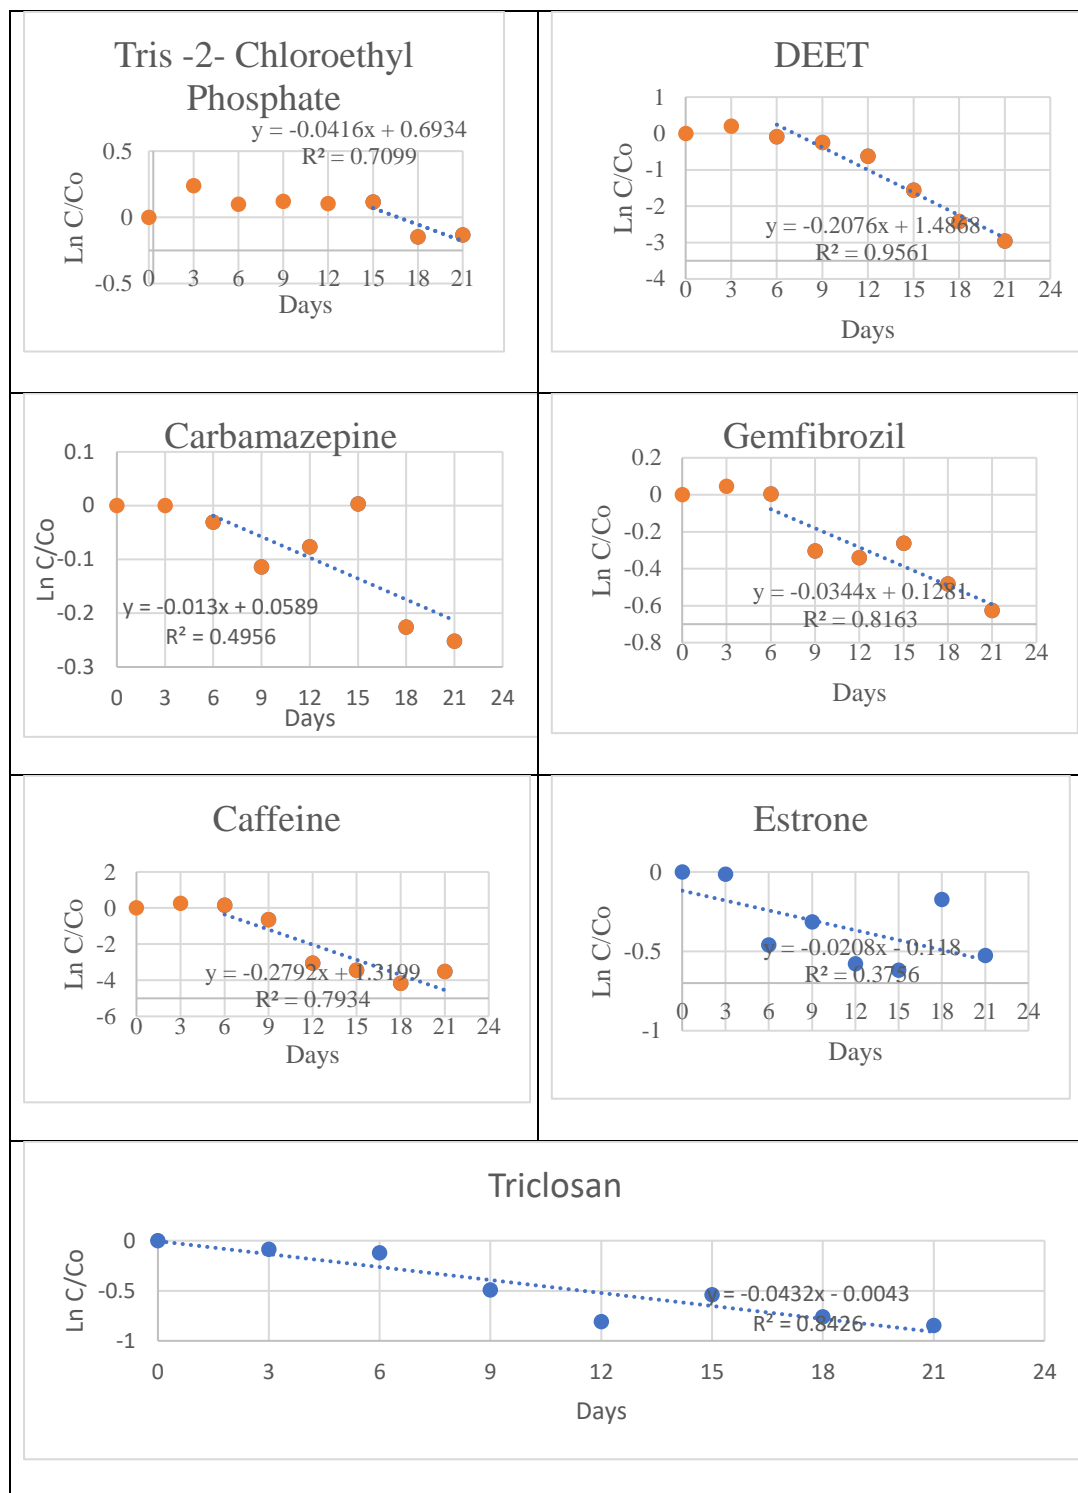 Tris -2- Chloroethyl
Phosphate
y = -0.0416x + 0.6934
R² = 0.7099
0.5
0
-0.5
0 3 6 9 12 15 18 21
Ln C/Co
Days
DEET
1
0
-1
-2
-3
-4
y = -0.2076x + 1.4868
R² = 0.9561
0 3 6 9 12 15 18 21 24
Ln C/Co
Days
Carbamazepine
0.1
0
-0.1
-0.2
-0.3
y = -0.013x + 0.0589
R² = 0.4956
0 3 6 9 12 15 18 21 24
Ln C/Co
Days
Gemfibrozil
0.2
0
-0.2
-0.4
-0.6
-0.8
y = -0.0344x + 0.1281
R² = 0.8163
0 3 6 9 12 15 18 21 24
Ln C/Co
Days
Caffeine
2
0
-2
-4
-6
y = -0.2792x + 1.3199
R² = 0.7934
0 3 6 9 12 15 18 21 24
Ln C/Co
Days
Estrone
0
-0.5
-1
y = -0.0208x - 0.118
R² = 0.3756
0 3 6 9 12 15 18 21 24
Ln C/Co
Days
Triclosan
0
-0.5
-1
y = -0.0432x - 0.0043
R² = 0.8426
0 3 6 9 12 15 18 21 24
Ln C/Co
Days